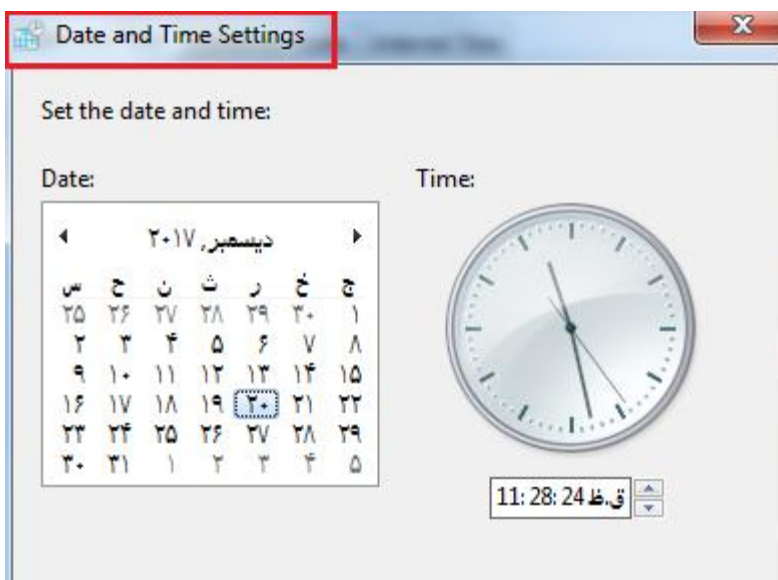 Date and Time Settings
Set the date and time:
Date:
Time:
ديسمبر, ۲۰۱۷
س ح ن ث ر خ ج
۲۵ ۲۶ ۲۷ ۲۸ ۲۹ ۳۰ ۱
۲ ۳ ۴ ۵ ۶ ۷ ۸
۹ ۱۰ ۱۱ ۱۲ ۱۳ ۱۴ ۱۵
۱۶ ۱۷ ۱۸ ۱۹ ۲۰ ۲۱ ۲۲
۲۳ ۲۴ ۲۵ ۲۶ ۲۷ ۲۸ ۲۹
۳۰ ۳۱ ۱ ۲ ۳ ۴ ۵
11:28:24 ق.ظ